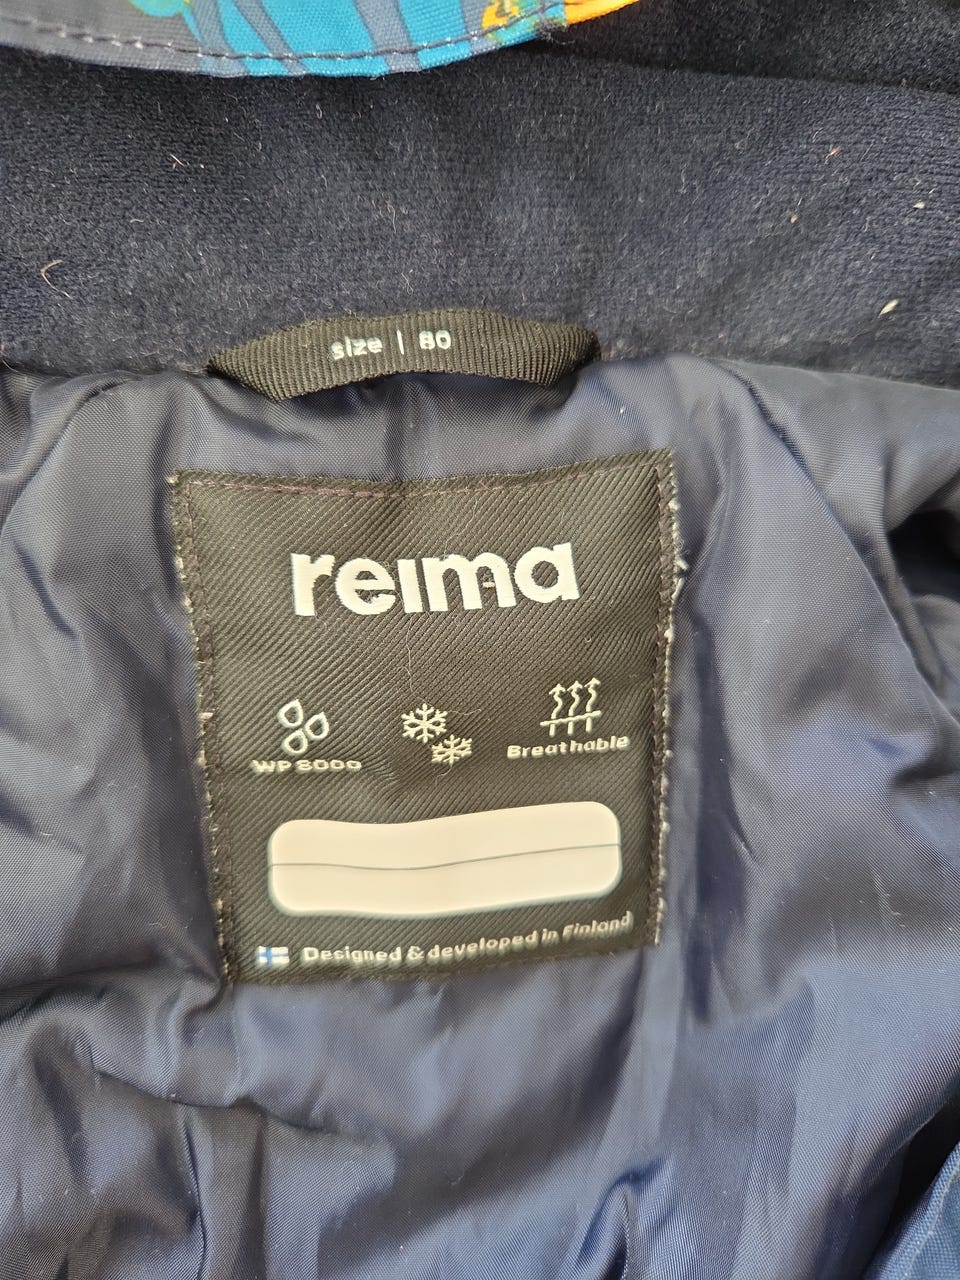 size | 80
reima
WP 8000
Breathable
Designed & developed in Finland